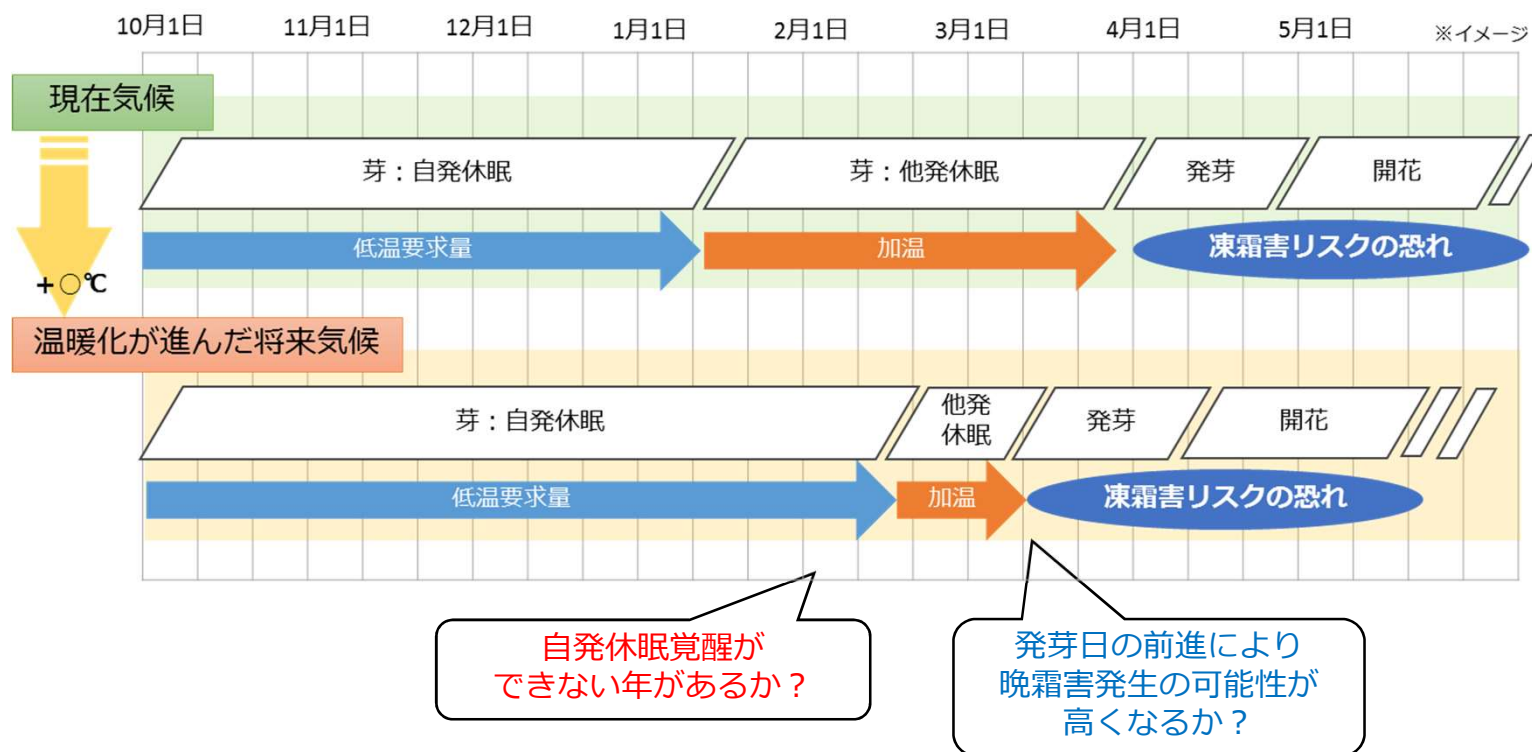 10月1日 11月1日 12月1日 1月1日 2月1日 3月1日 4月1日 5月1日 ※イメージ
現在気候
芽：自発休眠 芽：他発休眠 発芽 開花
低温要求量 加温 凍霜害リスクの恐れ
＋○℃
温暖化が進んだ将来気候
芽：自発休眠 他発 発芽 開花
休眠
低温要求量 加温 凍霜害リスクの恐れ
自発休眠覚醒が
できない年があるか？
発芽日の前進により
晩霜害発生の可能性が
高くなるか？